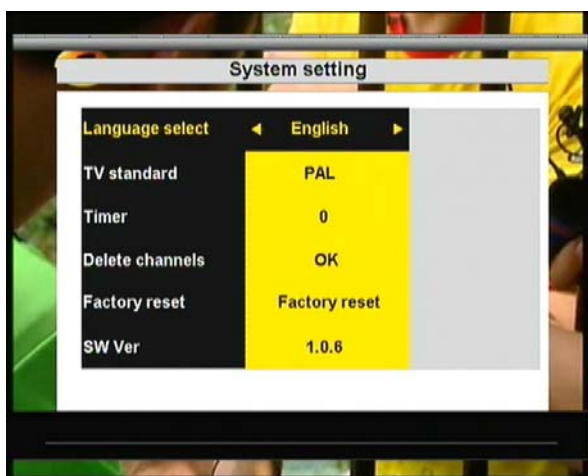 System setting
Language select English
TV standard PAL
Timer 0
Delete channels OK
Factory reset Factory reset
SW Ver 1.0.6